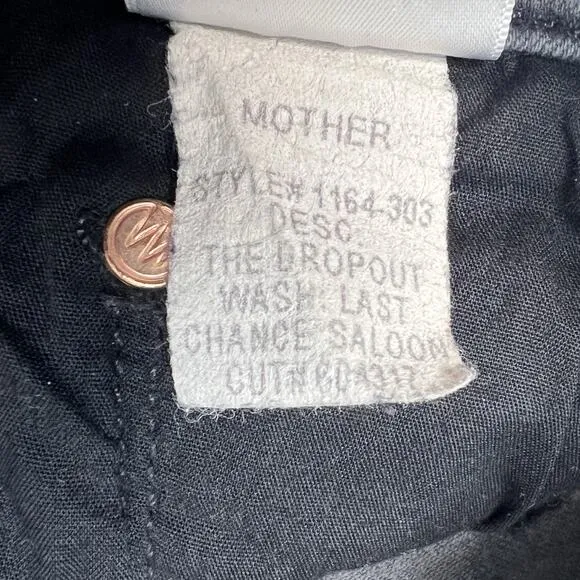 MOTHER
STYLE# 1164-303
DESC
THE DROPOUT
WASH: LAST
CHANCE SALOON
CUT#